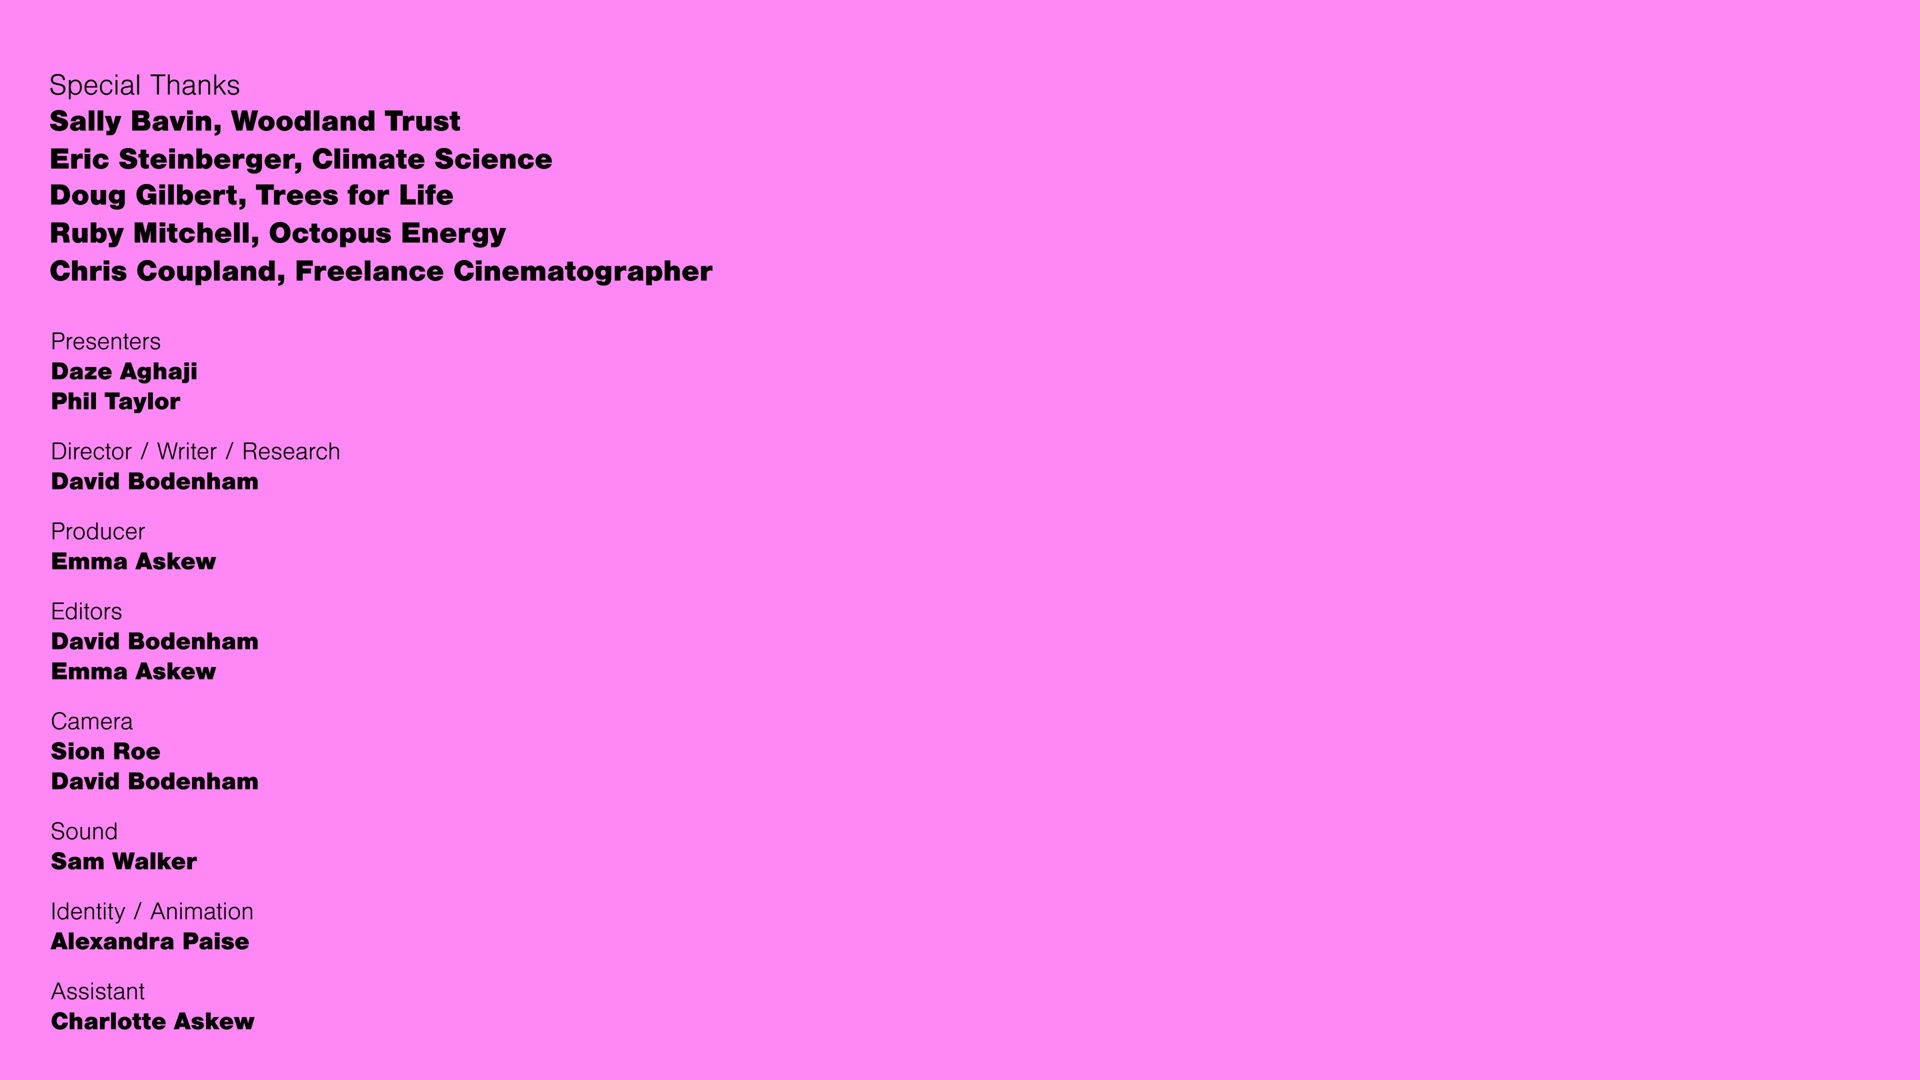 Special Thanks
Sally Bavin, Woodland Trust
Eric Steinberger, Climate Science
Doug Gilbert, Trees for Life
Ruby Mitchell, Octopus Energy
Chris Coupland, Freelance Cinematographer
Presenters
Daze Aghaji
Phil Taylor
Director / Writer / Research
David Bodenham
Producer
Emma Askew
Editors
David Bodenham
Emma Askew
Camera
Sion Roe
David Bodenham
Sound
Sam Walker
Identity / Animation
Alexandra Paise
Assistant
Charlotte Askew